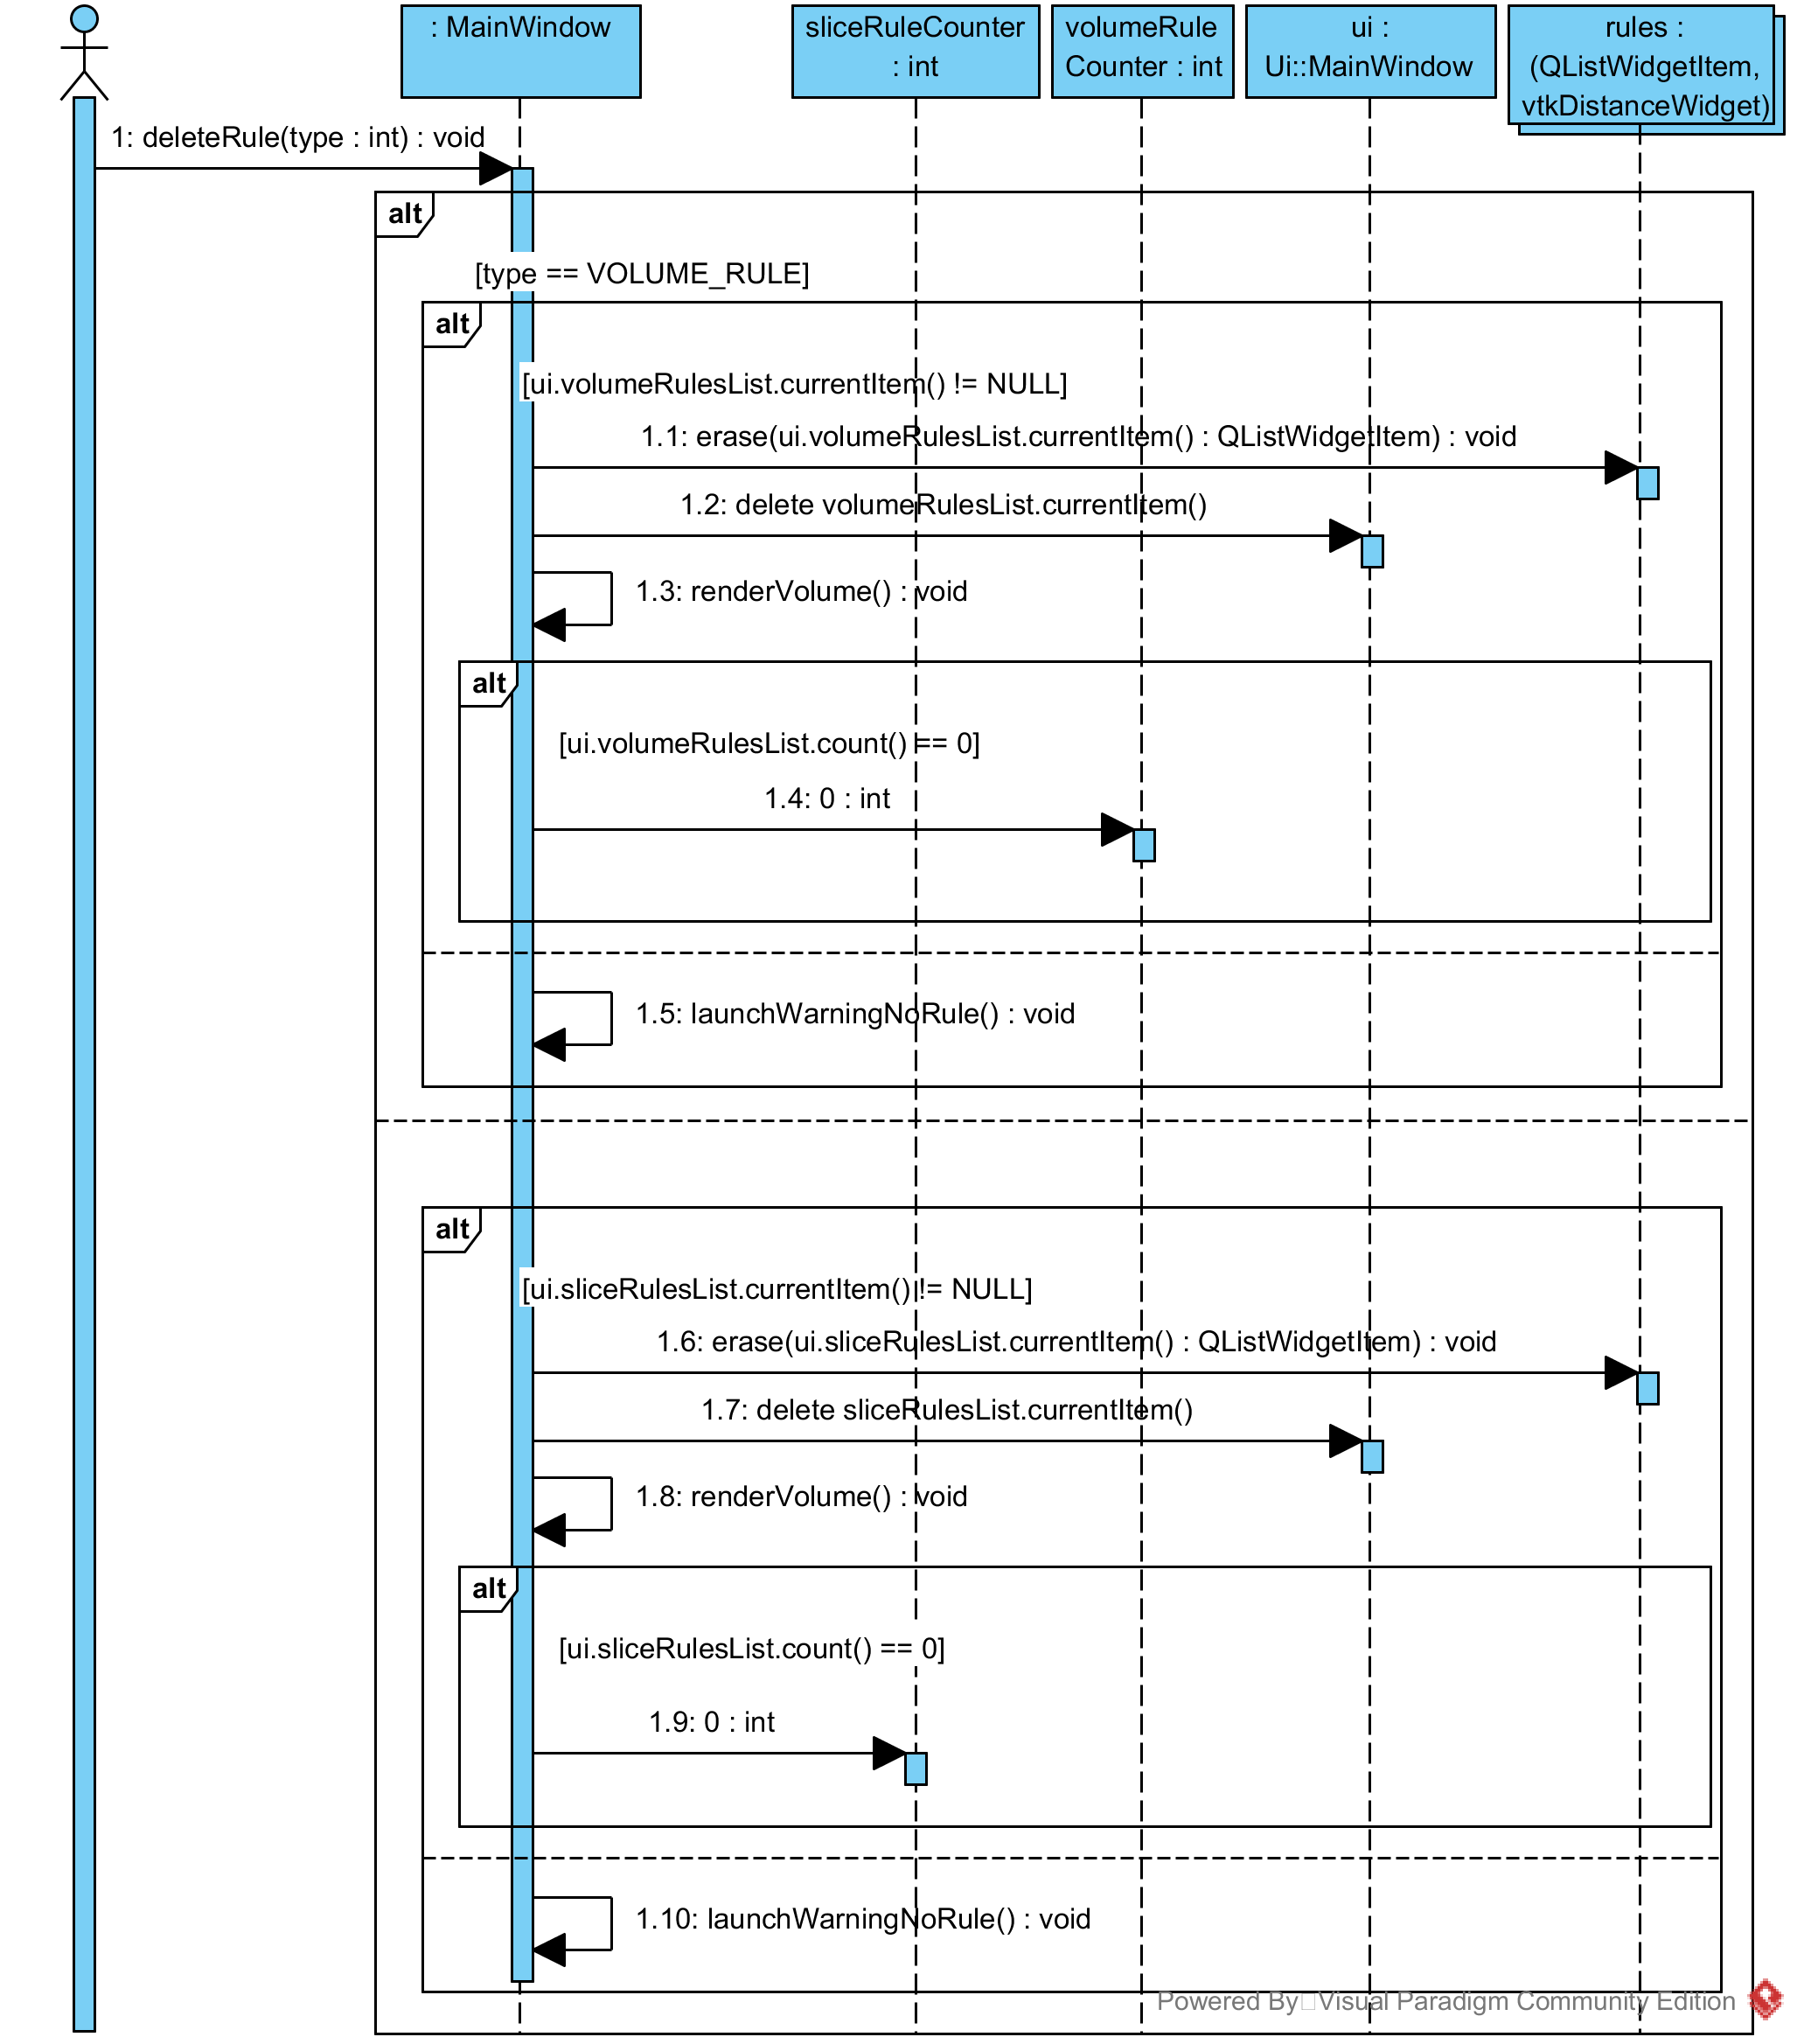 : MainWindow
sliceRuleCounter
: int
volumeRule
Counter : int
ui :
Ui::MainWindow
rules :
(QListWidgetItem,
vtkDistanceWidget)
1: deleteRule(type : int) : void
alt
[type == VOLUME_RULE]
alt
[ui.volumeRulesList.currentItem() != NULL]
1.1: erase(ui.volumeRulesList.currentItem() : QListWidgetItem) : void
1.2: delete volumeRulesList.currentItem()
1.3: renderVolume() : void
alt
[ui.volumeRulesList.count() == 0]
1.4: 0 : int
1.5: launchWarningNoRule() : void
alt
[ui.sliceRulesList.currentItem() != NULL]
1.6: erase(ui.sliceRulesList.currentItem() : QListWidgetItem) : void
1.7: delete sliceRulesList.currentItem()
1.8: renderVolume() : void
alt
[ui.sliceRulesList.count() == 0]
1.9: 0 : int
1.10: launchWarningNoRule() : void
Powered By Visual Paradigm Community Edition